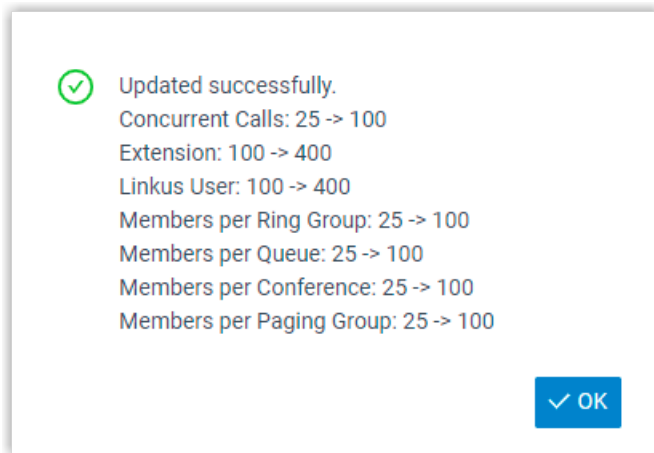 Updated successfully.
Concurrent Calls: 25 -> 100
Extension: 100 -> 400
Linkus User: 100 -> 400
Members per Ring Group: 25 -> 100
Members per Queue: 25 -> 100
Members per Conference: 25 -> 100
Members per Paging Group: 25 -> 100
OK